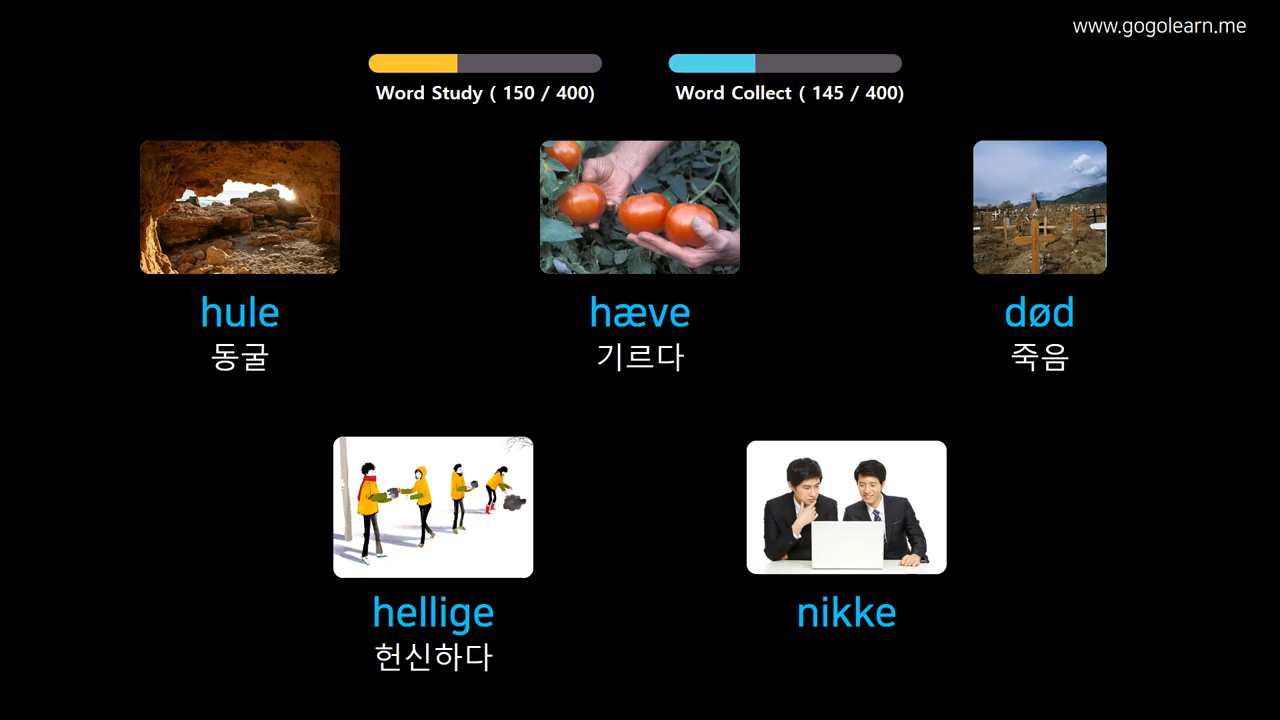 www.gogolearn.me
Word Study ( 150 / 400)
Word Collect ( 145 / 400)
hule
동굴
hæve
기르다
død
죽음
hellige
헌신하다
nikke